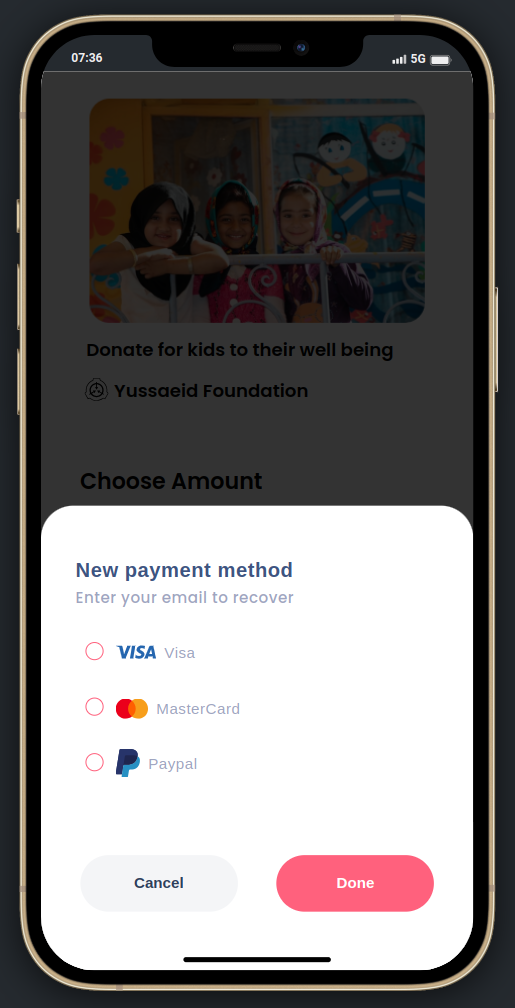 07:36
5G
Donate for kids to their well being
Yussaeid Foundation
Choose Amount
New payment method
Enter your email to recover
VISA Visa
MasterCard
Paypal
Cancel
Done